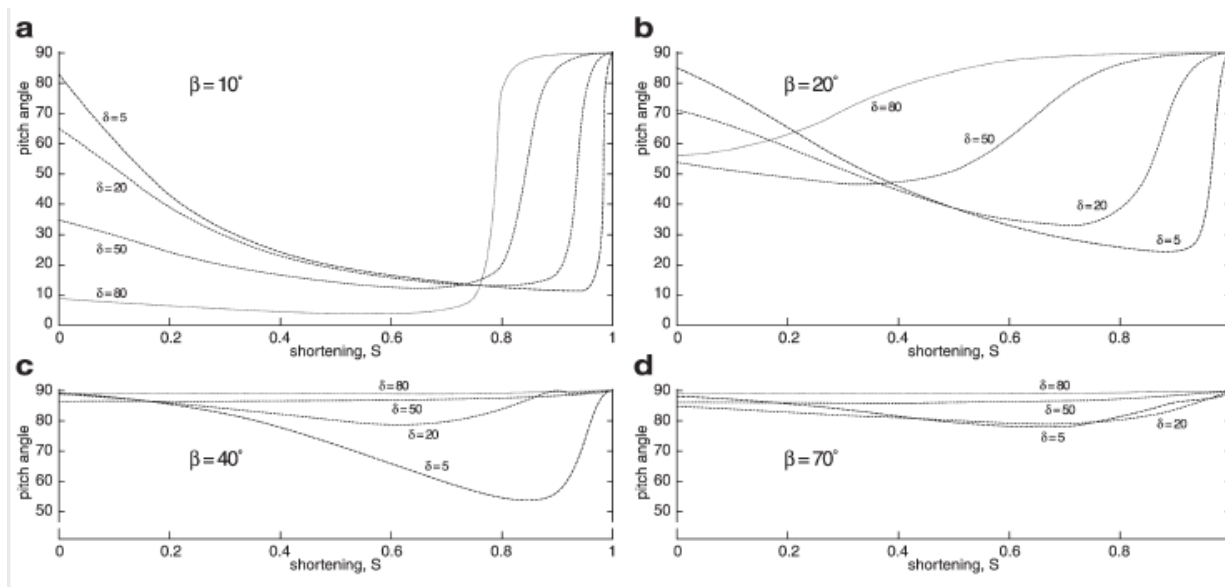 a
b
90
80
70
60
50
40
30
20
10
0
pitch angle
β=10°
δ=5
δ=20
δ=50
δ=80
0 0.2 0.4 0.6 0.8 1
shortening, S
90
80
70
60
50
40
30
20
10
0
pitch angle
β=20°
δ=80
δ=50
δ=20
δ=5
0 0.2 0.4 0.6 0.8
shortening, S
c
d
90
80
70
60
50
pitch angle
β=40°
δ=80
δ=50
δ=20
δ=5
0 0.2 0.4 0.6 0.8 1
shortening, S
90
80
70
60
50
pitch angle
β=70°
δ=80
δ=50
δ=20
δ=5
0 0.2 0.4 0.6 0.8
shortening, S